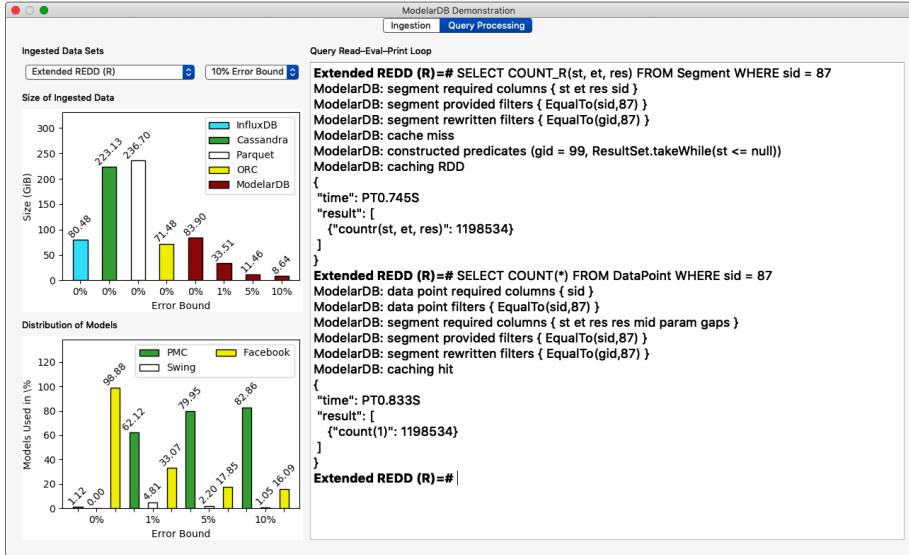 ModelarDB Demonstration
Ingestion
Query Processing
Ingested Data Sets
Extended REDD (R)
10% Error Bound
Size of Ingested Data
300
250
200
150
100
50
0
Size (GiB)
80.48
223.13
236.70
71.48
83.90
33.51
11.46
8.64
InfluxDB
Cassandra
Parquet
ORC
ModelarDB
0% 0% 0% 0% 0% 1% 5% 10%
Error Bound
Distribution of Models
120
100
80
60
40
20
0
Models Used in \%
PMC
Swing
Facebook
1.12
0.00
98.88
62.12
4.81
33.07
79.95
2.20
17.85
82.86
1.05
16.09
0% 1% 5% 10%
Error Bound
Query Read–Eval–Print Loop
Extended REDD (R)=# SELECT COUNT_R(st, et, res) FROM Segment WHERE sid = 87
ModelarDB: segment required columns { st et res sid }
ModelarDB: segment provided filters { EqualTo(sid,87) }
ModelarDB: segment rewritten filters { EqualTo(gid,87) }
ModelarDB: cache miss
ModelarDB: constructed predicates (gid = 99, ResultSet.takeWhile(st <= null))
ModelarDB: caching RDD
{
"time": PT0.745S
"result": [
{"countr(st, et, res)": 1198534}
]
}
Extended REDD (R)=# SELECT COUNT(*) FROM DataPoint WHERE sid = 87
ModelarDB: data point required columns { sid }
ModelarDB: data point filters { EqualTo(sid,87) }
ModelarDB: segment required columns { st et res res mid param gaps }
ModelarDB: segment provided filters { EqualTo(sid,87) }
ModelarDB: segment rewritten filters { EqualTo(gid,87) }
ModelarDB: caching hit
{
"time": PT0.833S
"result": [
{"count(1)": 1198534}
]
}
Extended REDD (R)=#